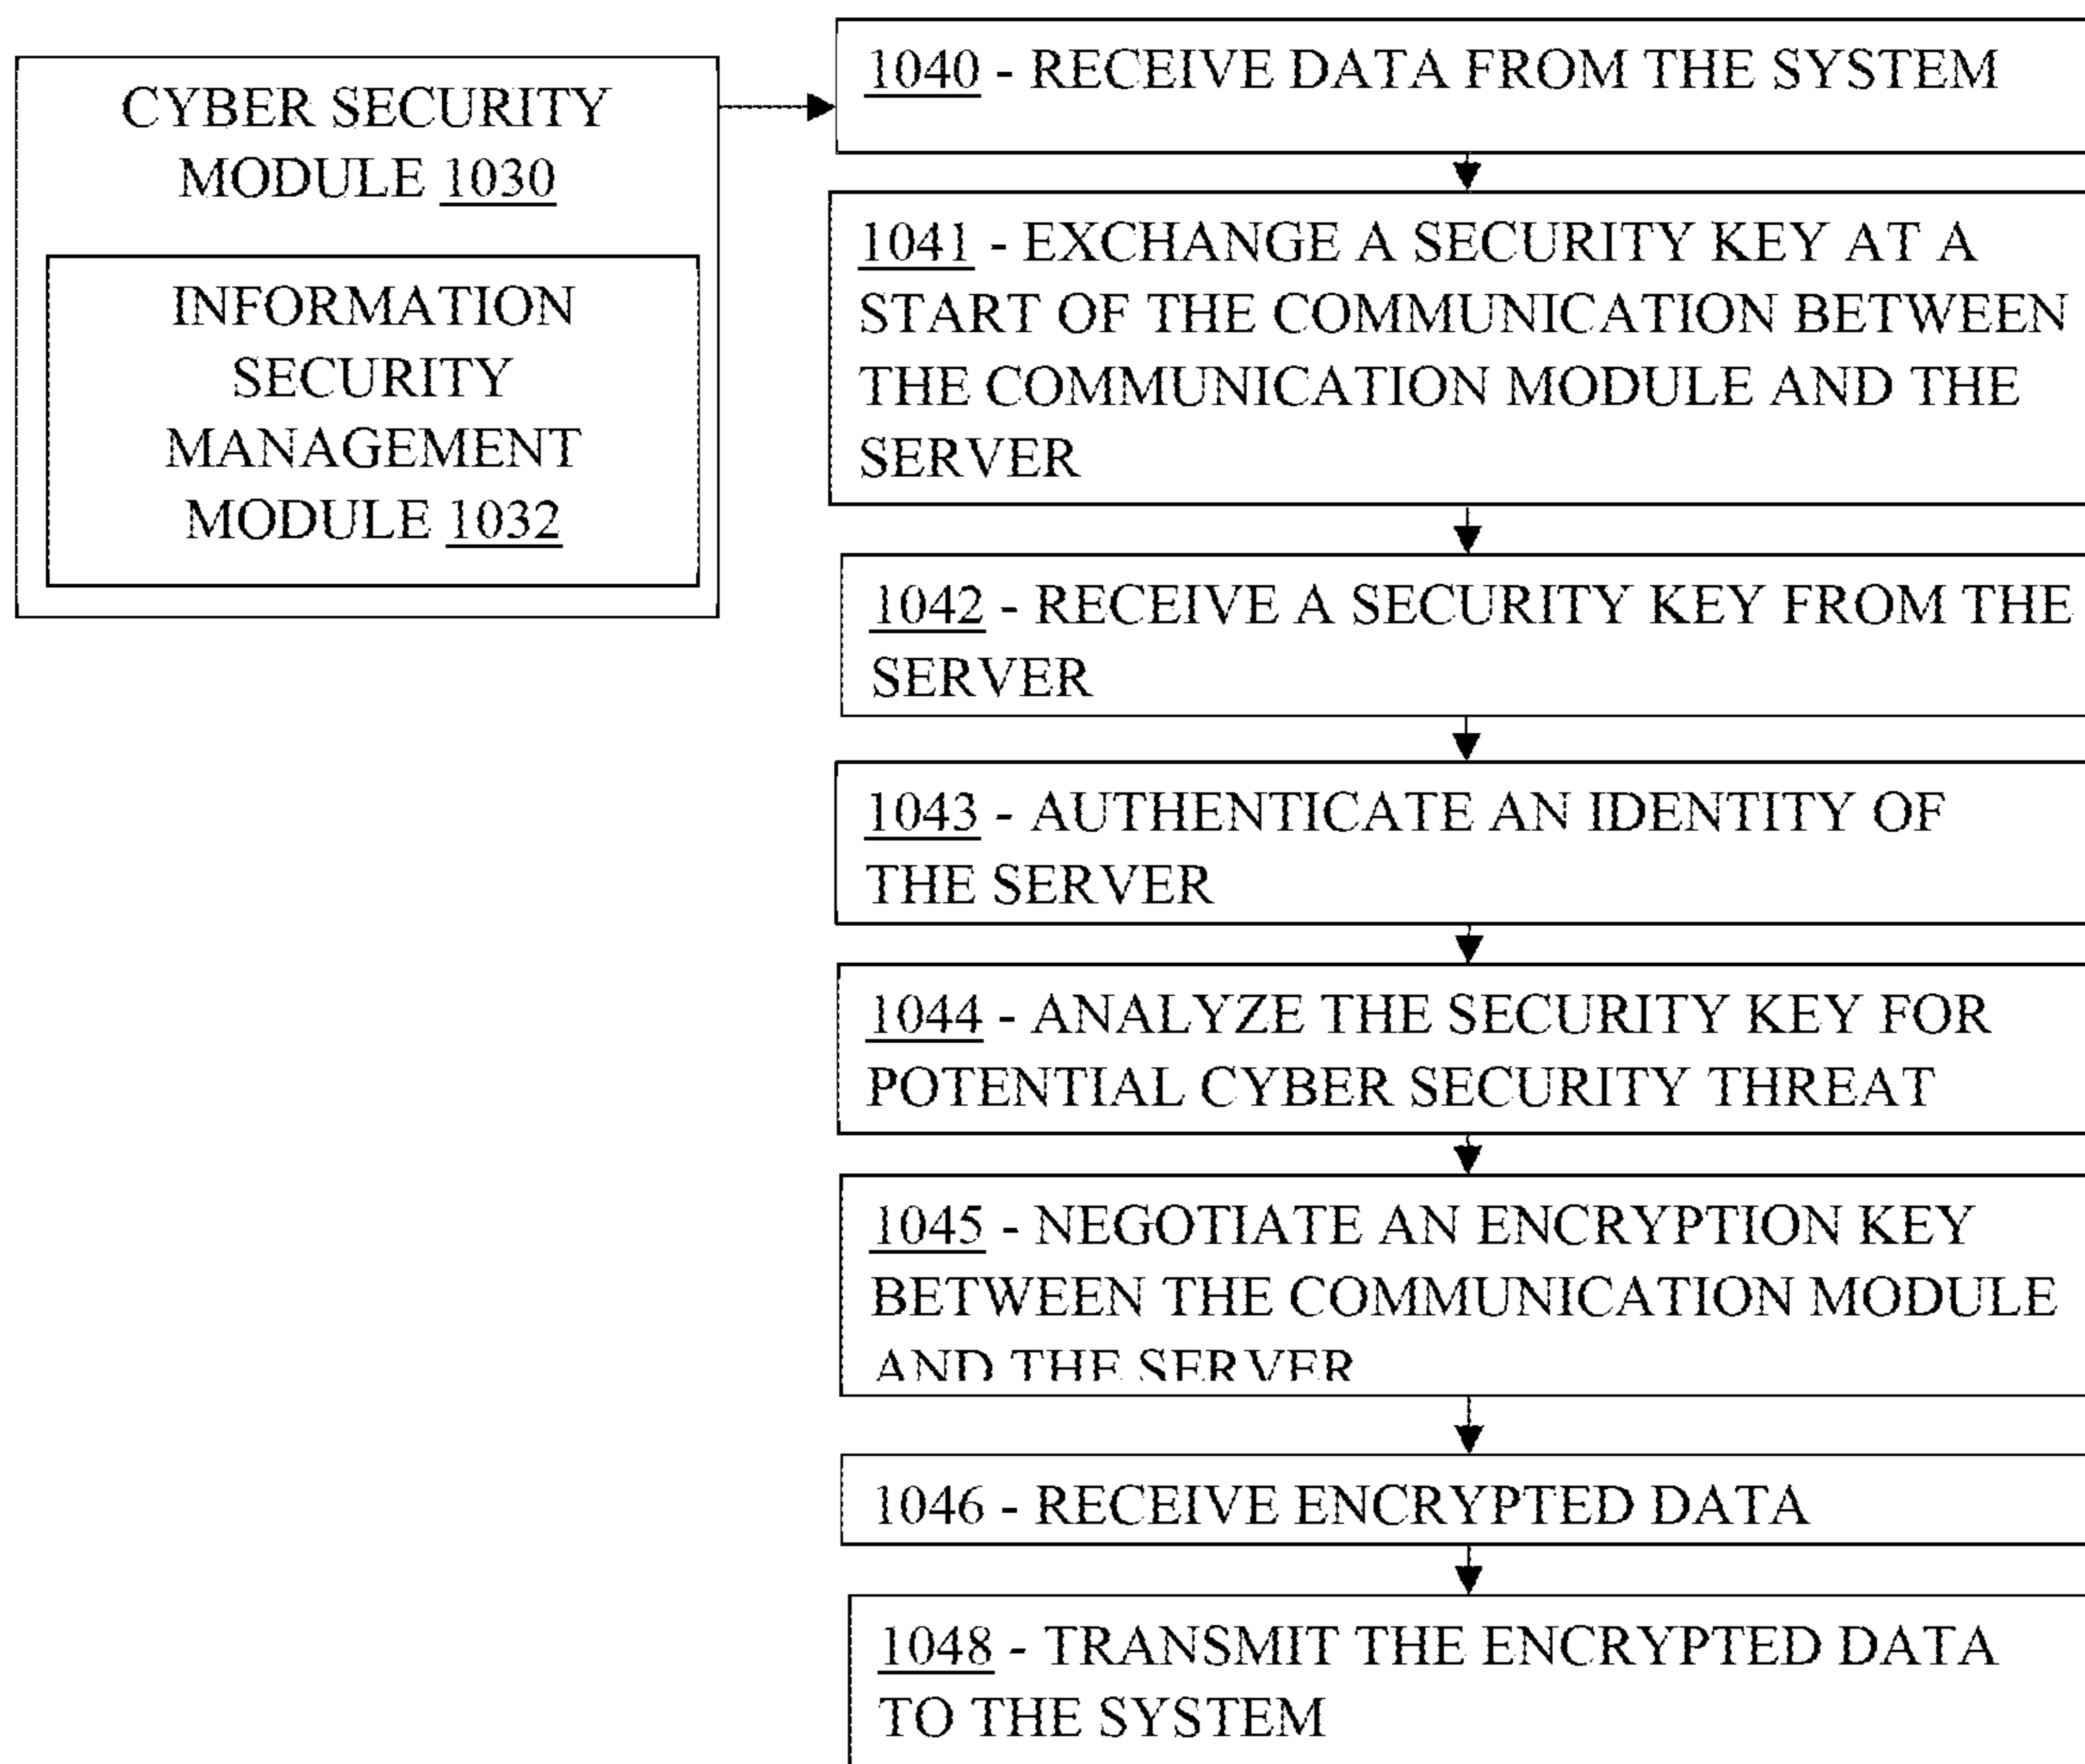 CYBER SECURITY
MODULE 1030
INFORMATION
SECURITY
MANAGEMENT
MODULE 1032
1040 - RECEIVE DATA FROM THE SYSTEM
1041 - EXCHANGE A SECURITY KEY AT A
START OF THE COMMUNICATION BETWEEN
THE COMMUNICATION MODULE AND THE
SERVER
1042 - RECEIVE A SECURITY KEY FROM THE
SERVER
1043 - AUTHENTICATE AN IDENTITY OF
THE SERVER
1044 - ANALYZE THE SECURITY KEY FOR
POTENTIAL CYBER SECURITY THREAT
1045 - NEGOTIATE AN ENCRYPTION KEY
BETWEEN THE COMMUNICATION MODULE
AND THE SERVER
1046 - RECEIVE ENCRYPTED DATA
1048 - TRANSMIT THE ENCRYPTED DATA
TO THE SYSTEM